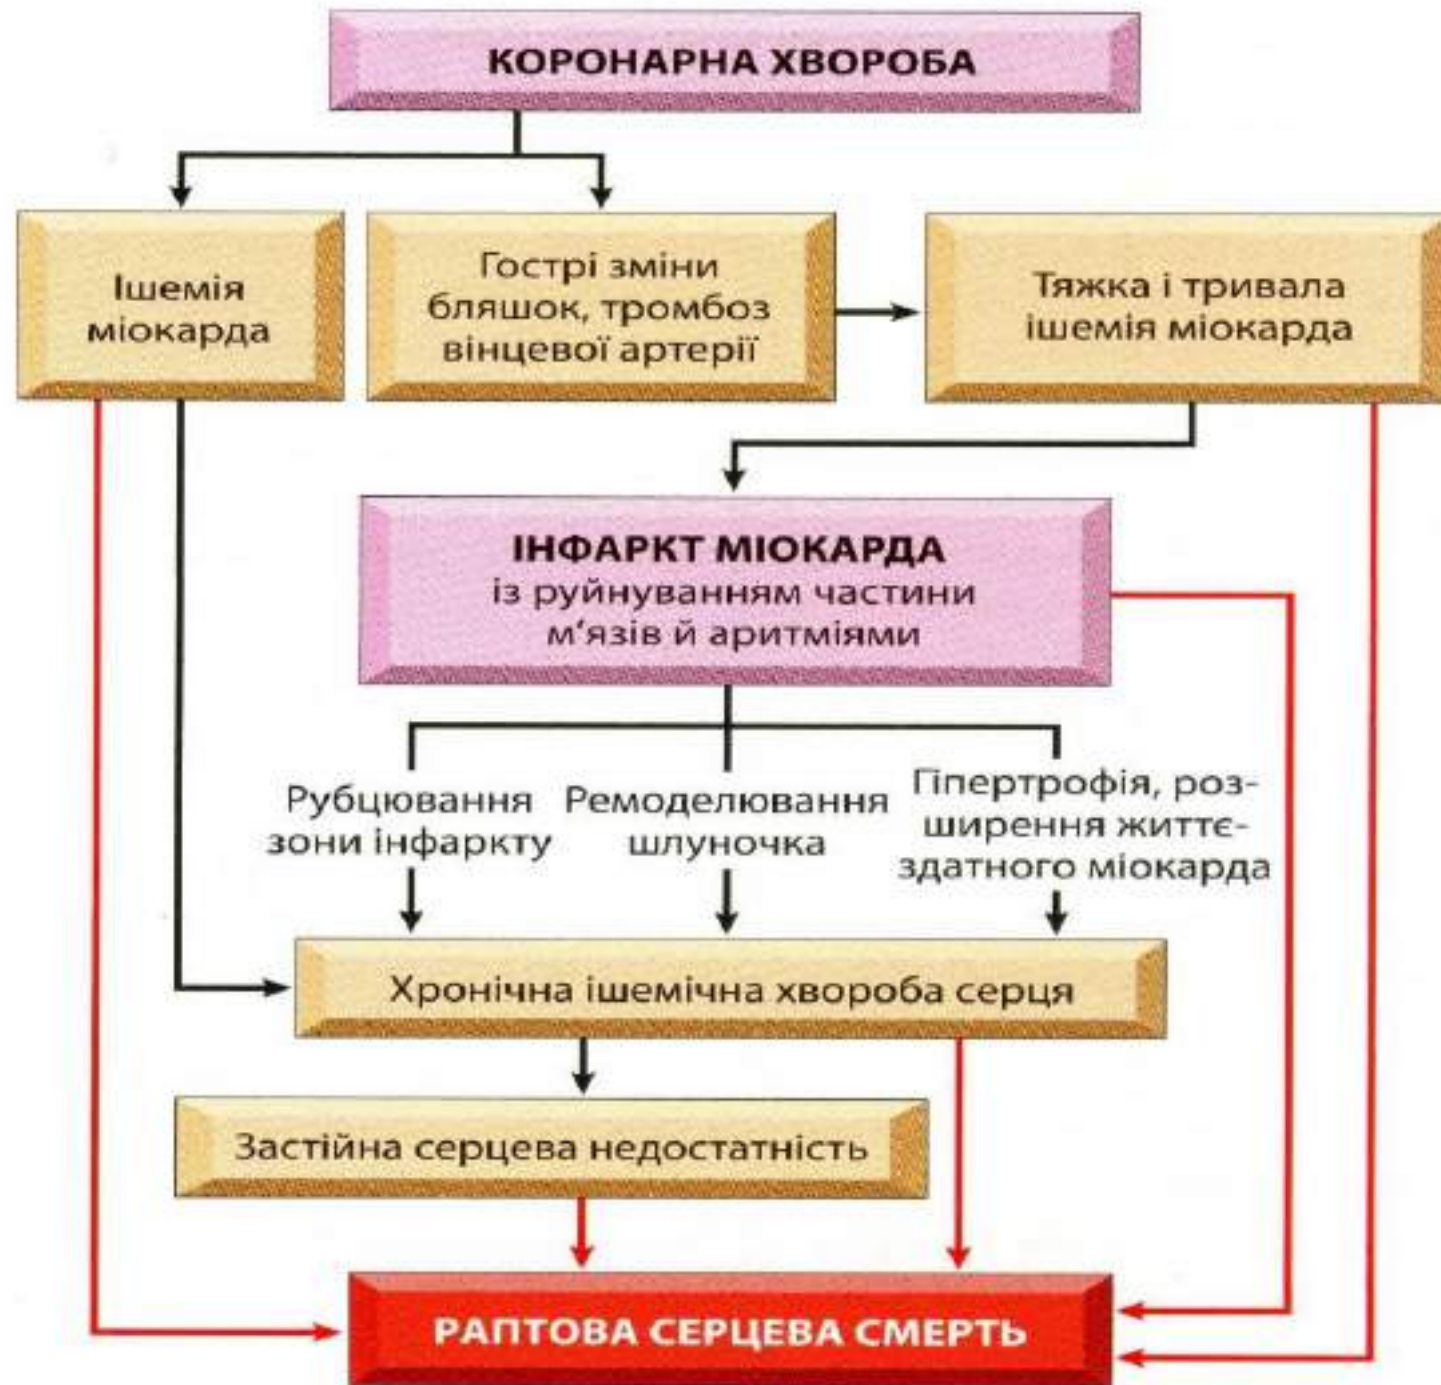 КОРОНАРНА ХВОРОБА
Ішемія
міокарда
Гострі зміни
бляшок, тромбоз
вінцевої артерії
Тяжка і тривала
ішемія міокарда
ІНФАРКТ МІОКАРДА
із руйнуванням частини
м'язів й аритміями
Рубцювання
зони інфаркту
Ремоделювання
шлуночка
Гіпертрофія, роз-
ширення життє-
здатного міокарда
Хронічна ішемічна хвороба серця
Застійна серцева недостатність
РАПТОВА СЕРЦЕВА СМЕРТЬ